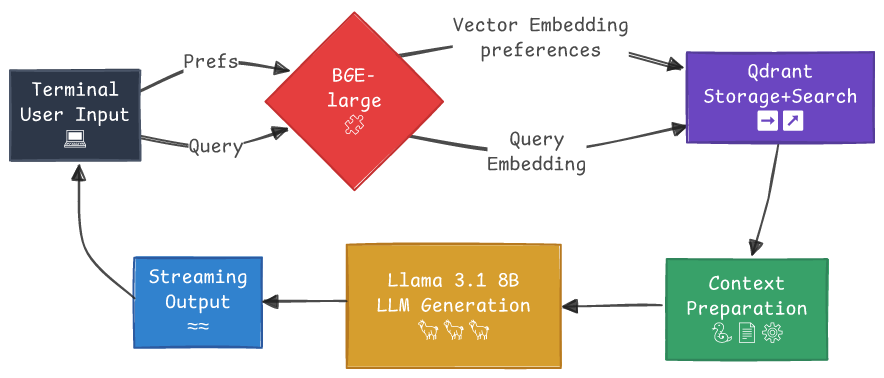 Terminal
User Input
Prefs
Query
BGE-
large
Vector Embedding
preferences
Query
Embedding
Qdrant
Storage+Search
Context
Preparation
Llama 3.1 8B
LLM Generation
Streaming
Output
≈≈